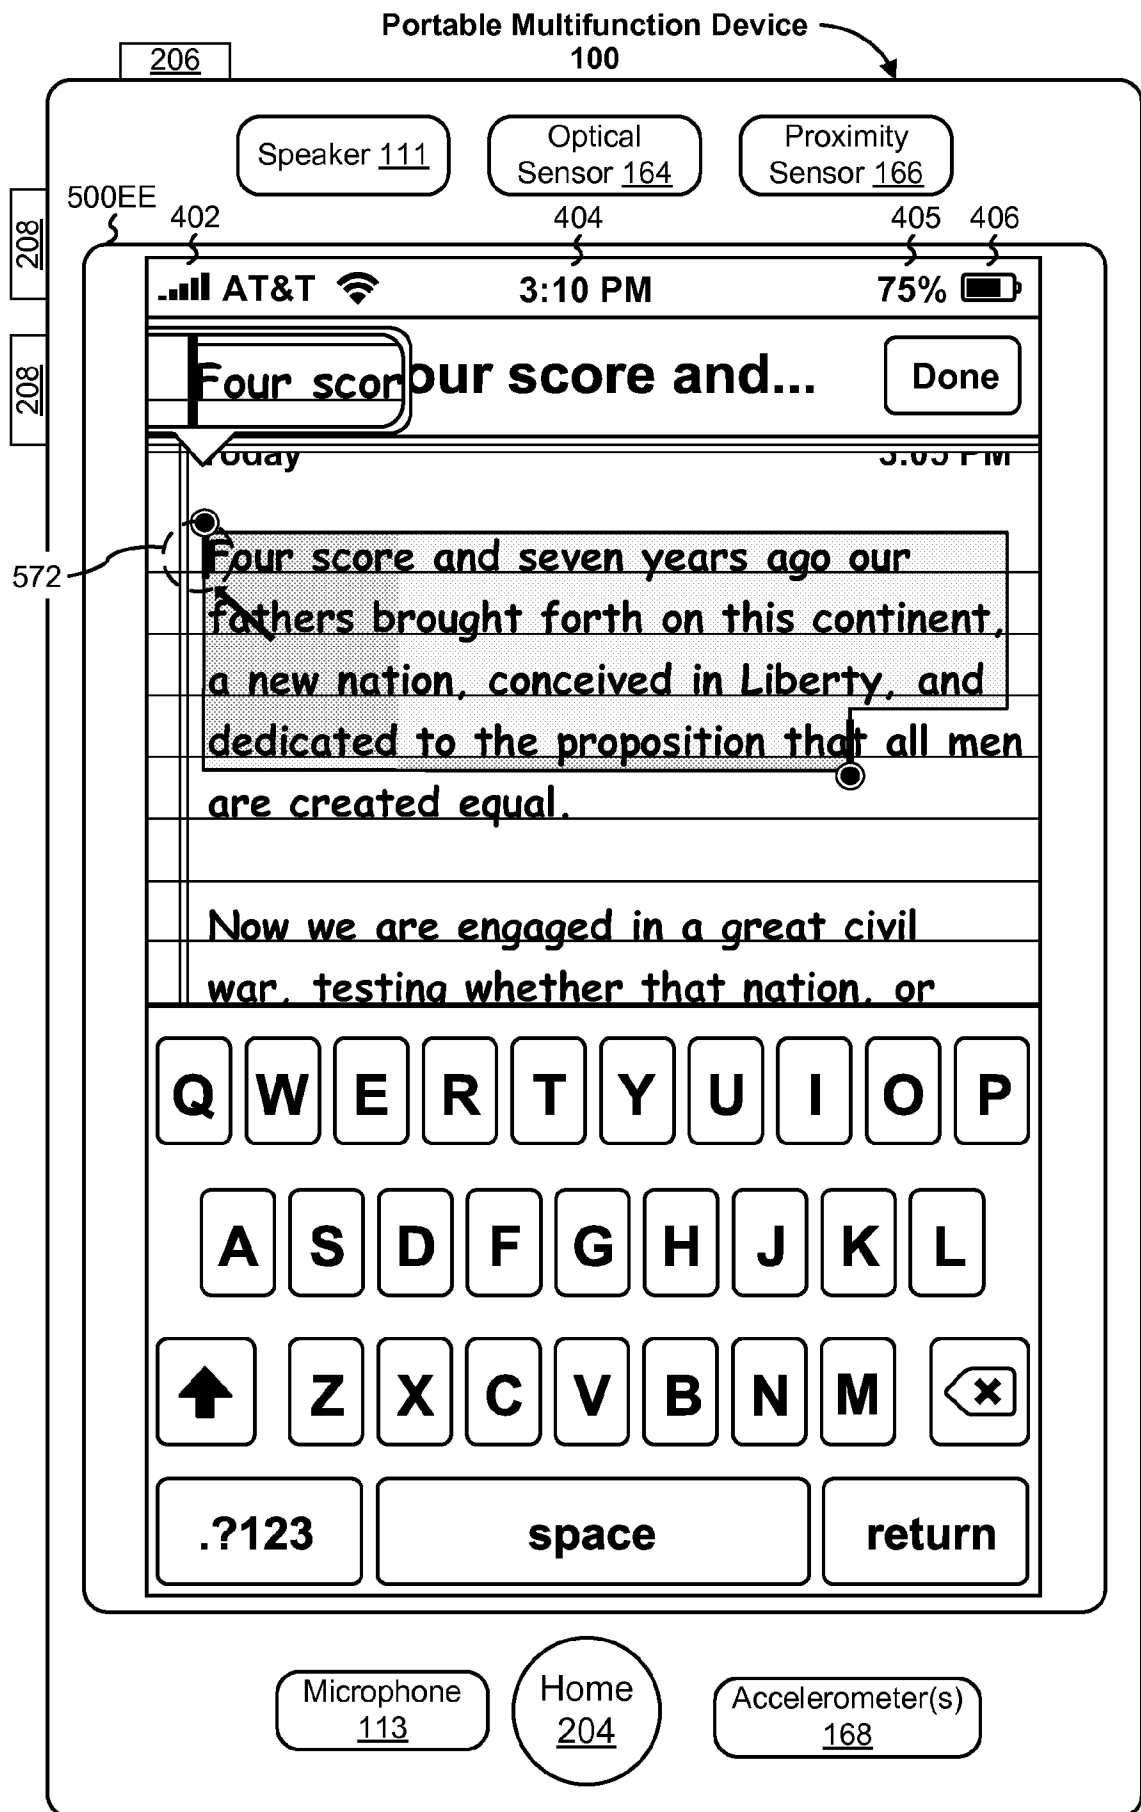 Portable Multifunction Device
100
206
Speaker 111
Optical
Sensor 164
Proximity
Sensor 166
208
208
500EE
402
404
405
406
AT&T
3:10 PM
75%
Four scor
our score and...
Done
Today
3:05 PM
572
Four score and seven years ago our
fathers brought forth on this continent,
a new nation, conceived in Liberty, and
dedicated to the proposition that all men
are created equal.
Now we are engaged in a great civil
war, testing whether that nation, or
Q W E R T Y U I O P
A S D F G H J K L
Z X C V B N M
.?123
space
return
Microphone
113
Home
204
Accelerometer(s)
168